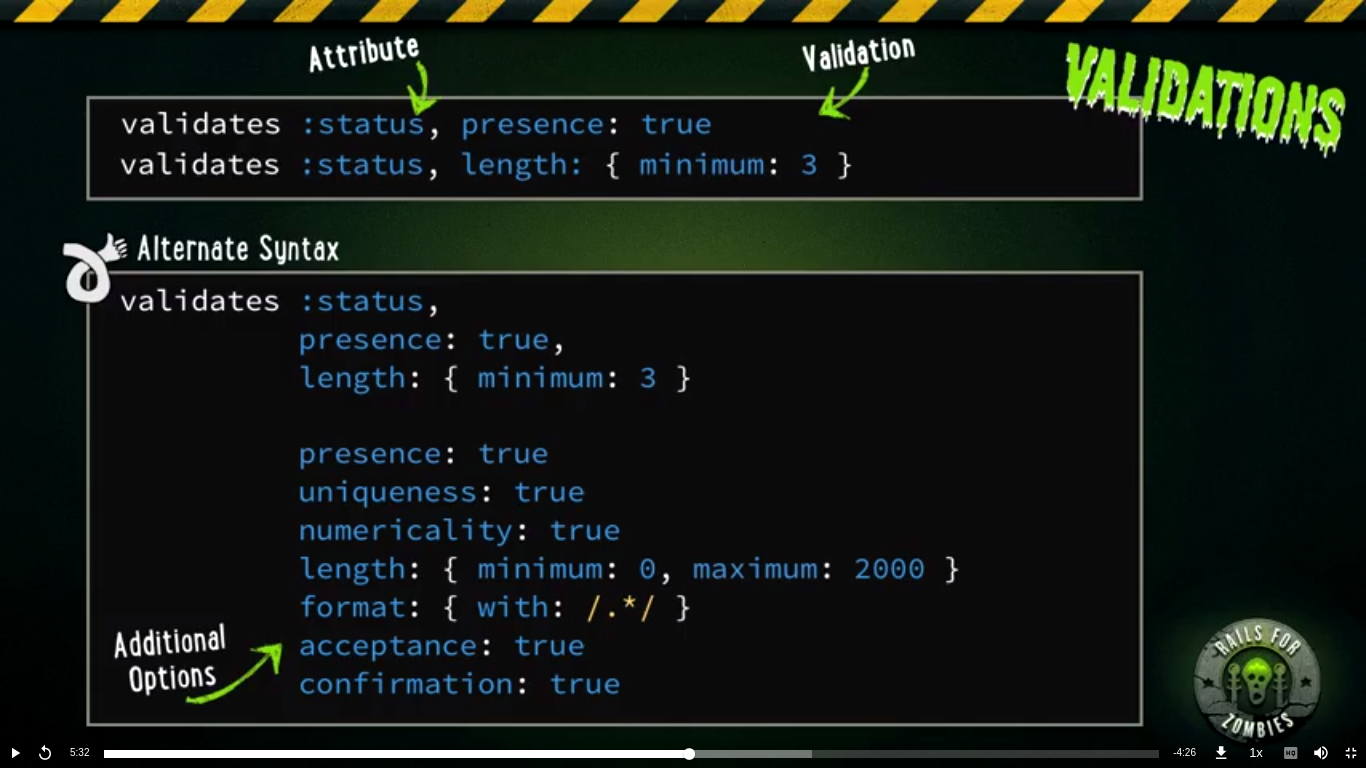 Attribute
Validation
VALIDATIONS
validates :status, presence: true
validates :status, length: { minimum: 3 }
Alternate Syntax
validates :status,
presence: true,
length: { minimum: 3 }
presence: true
uniqueness: true
numericality: true
length: { minimum: 0, maximum: 2000 }
format: { with: /.*/ }
acceptance: true
confirmation: true
Additional
Options
RAILS FOR
ZOMBIES
5:32
-4:26
1x
HQ